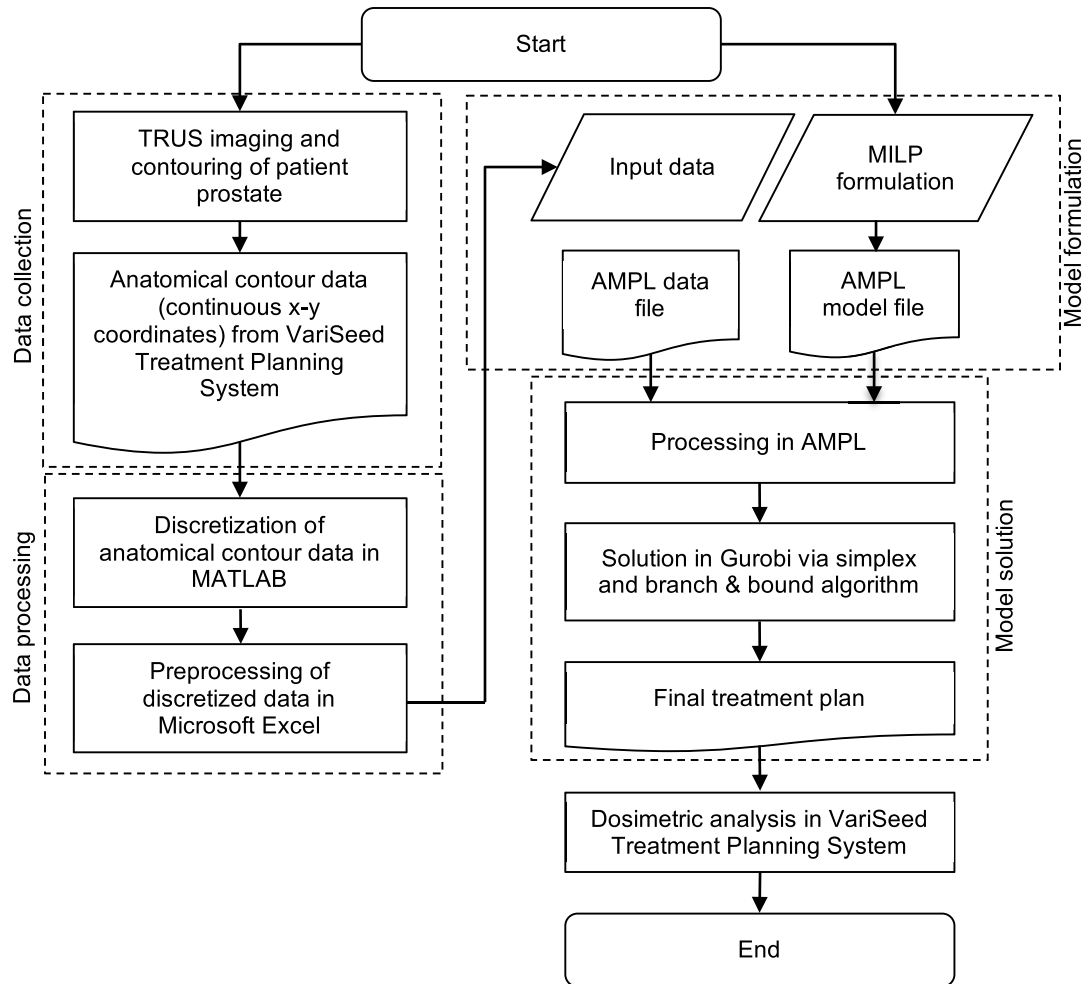 Start
Data collection
TRUS imaging and
contouring of patient
prostate
Anatomical contour data
(continuous x-y
coordinates) from VariSeed
Treatment Planning
System
Data processing
Discretization of
anatomical contour data in
MATLAB
Preprocessing of
discretized data in
Microsoft Excel
Model formulation
Input data
MILP
formulation
AMPL data
file
AMPL
model file
Model solution
Processing in AMPL
Solution in Gurobi via simplex
and branch & bound algorithm
Final treatment plan
Dosimetric analysis in VariSeed
Treatment Planning System
End